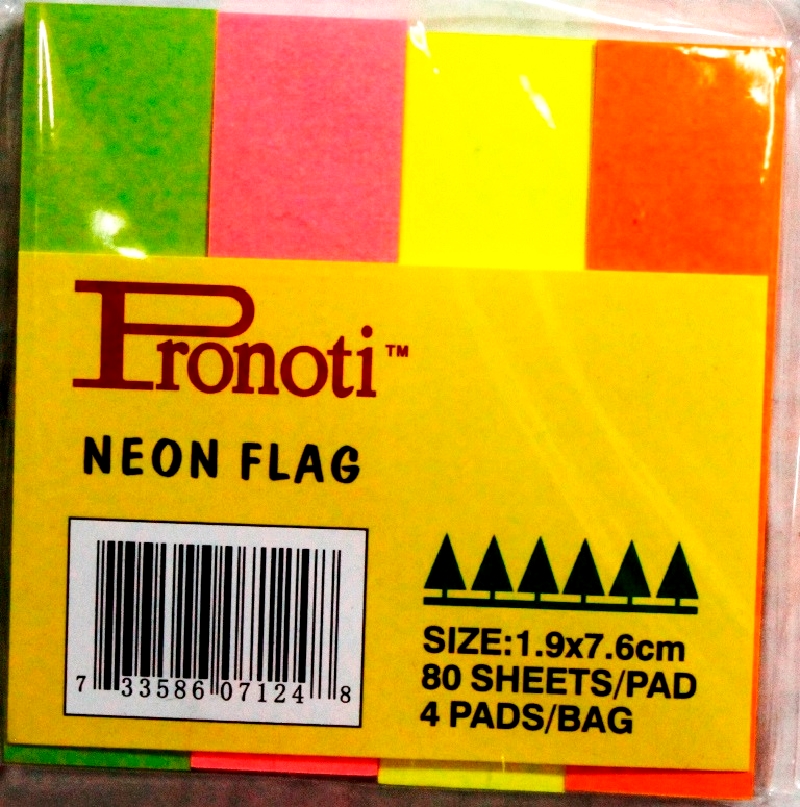 Pronoti™
NEON FLAG
7 33586 07124 8
SIZE:1.9x7.6cm
80 SHEETS/PAD
4 PADS/BAG